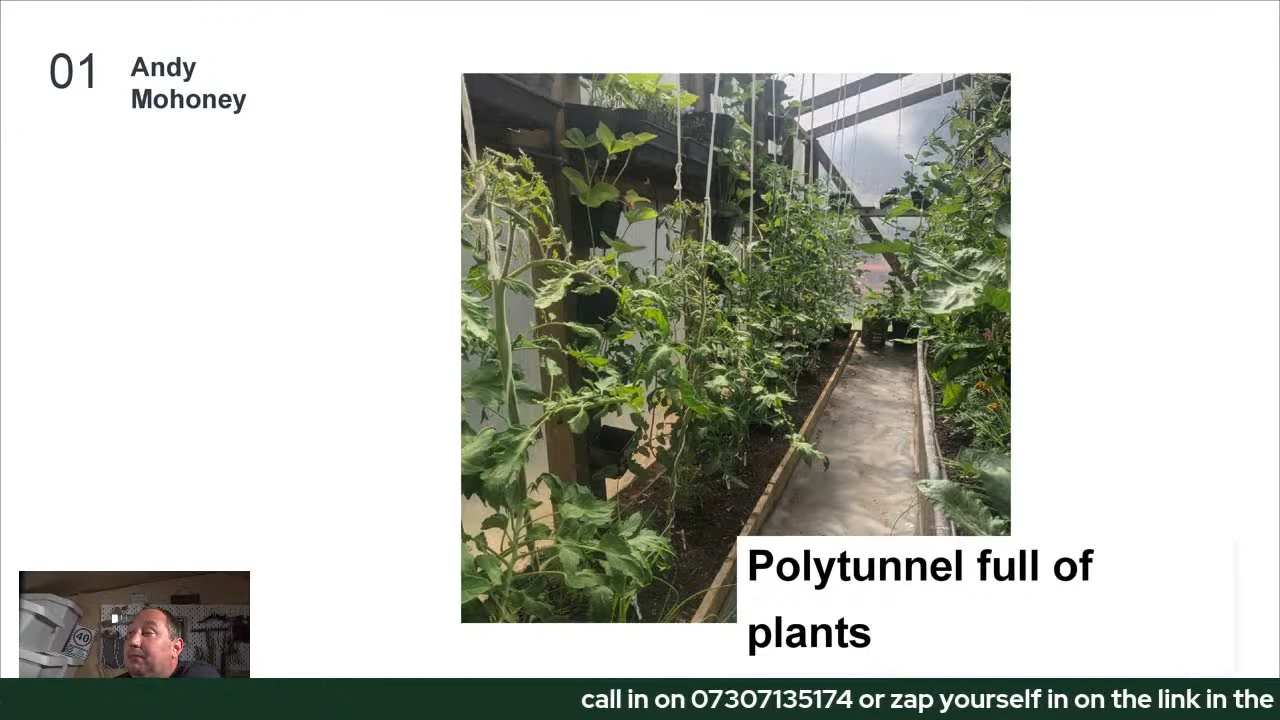 01
Andy
Mohoney
Polytunnel full of
plants
40
call in on 07307135174 or zap yourself in on the link in the